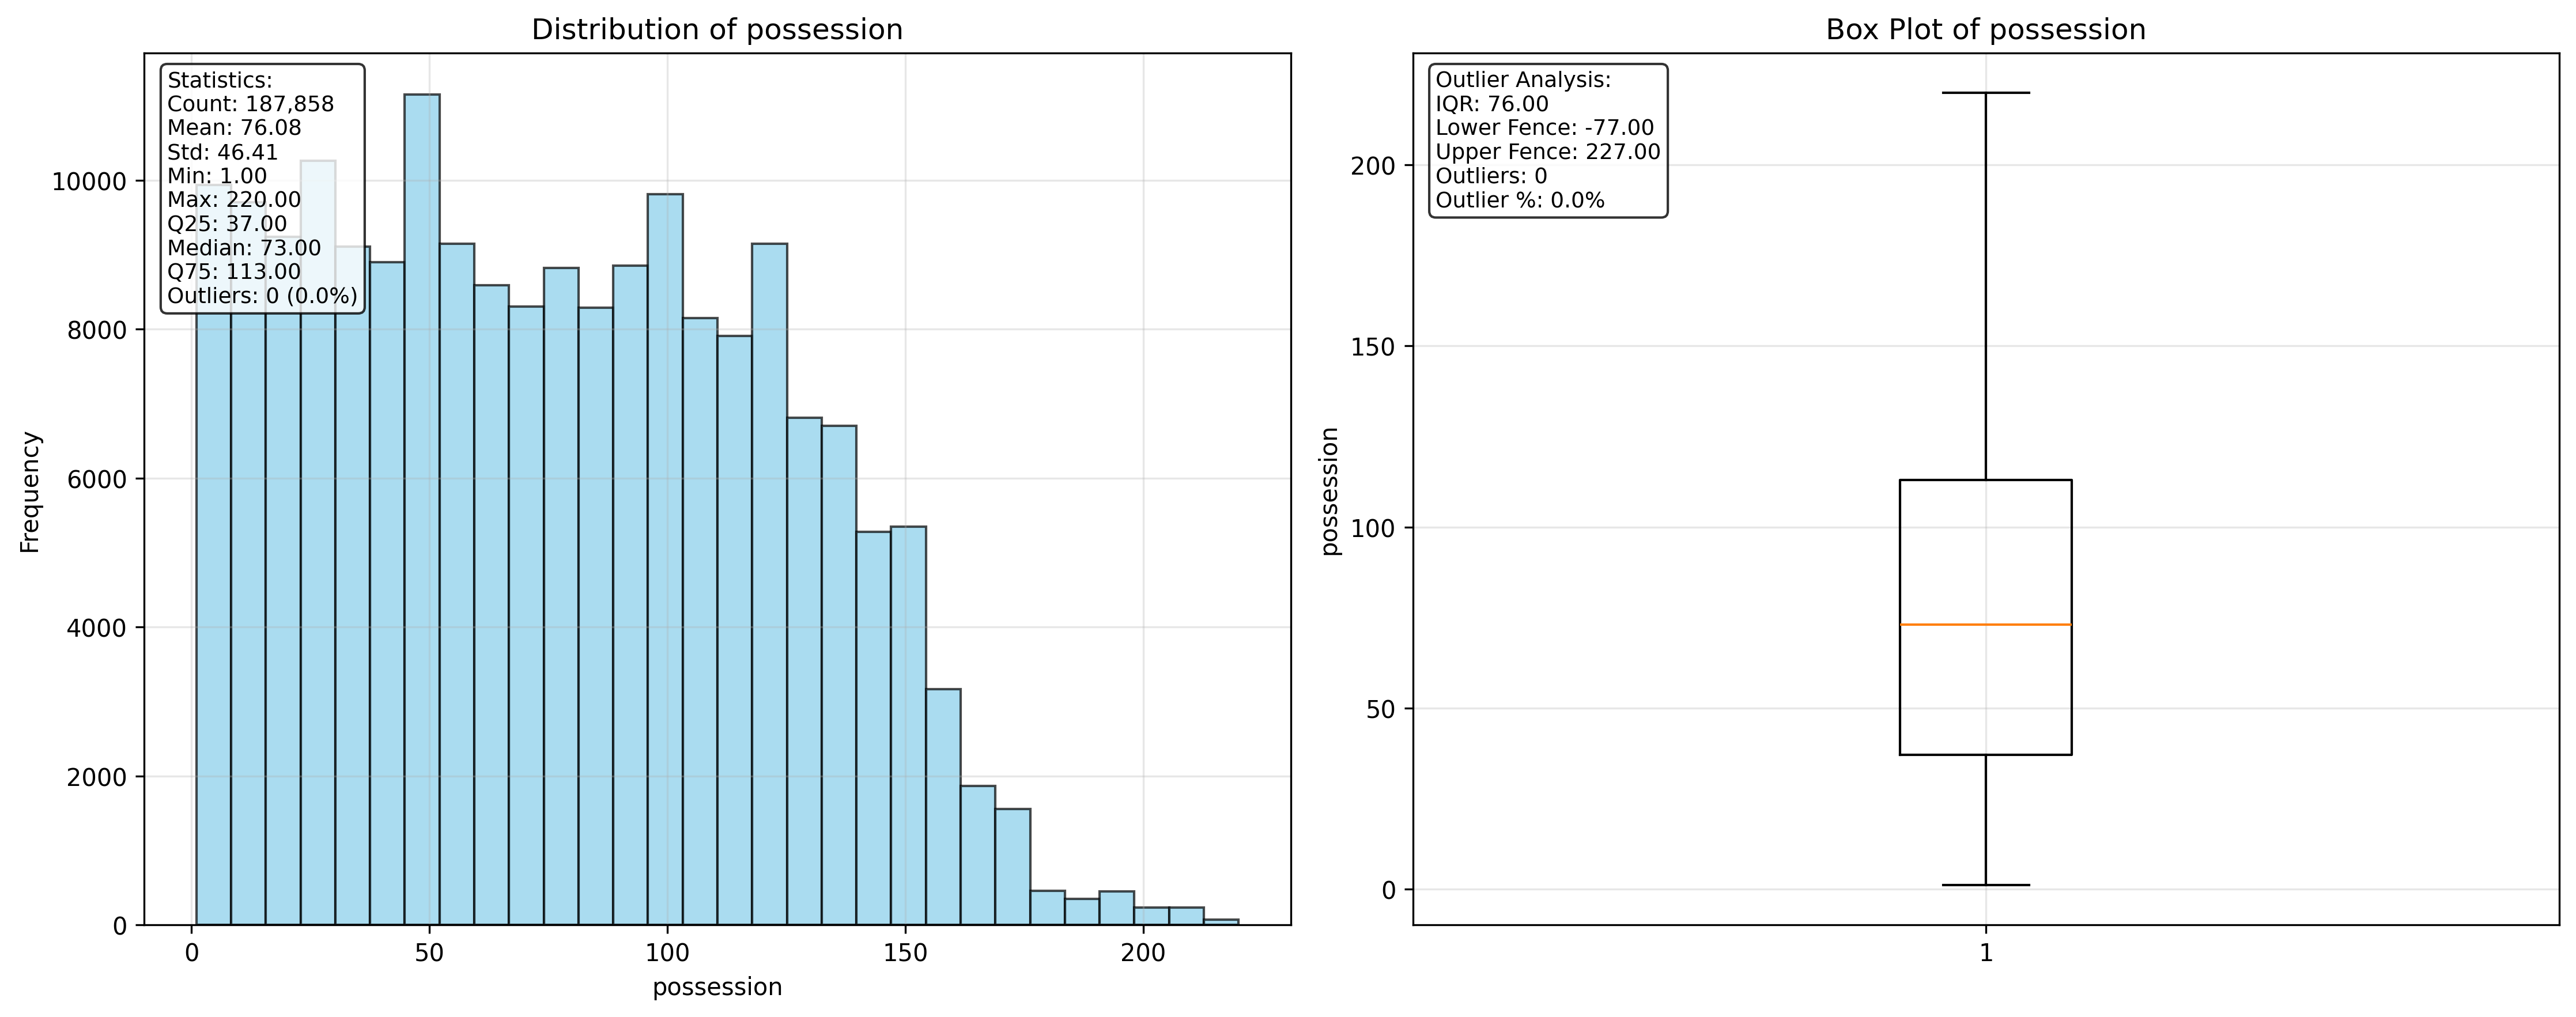 Distribution of possession
Statistics:
Count: 187,858
Mean: 76.08
Std: 46.41
Min: 1.00
Max: 220.00
Q25: 37.00
Median: 73.00
Q75: 113.00
Outliers: 0 (0.0%)
10000
8000
6000
4000
2000
0
Frequency
0 50 100 150 200
possession
Box Plot of possession
Outlier Analysis:
IQR: 76.00
Lower Fence: -77.00
Upper Fence: 227.00
Outliers: 0
Outlier %: 0.0%
200
150
100
50
0
possession
1